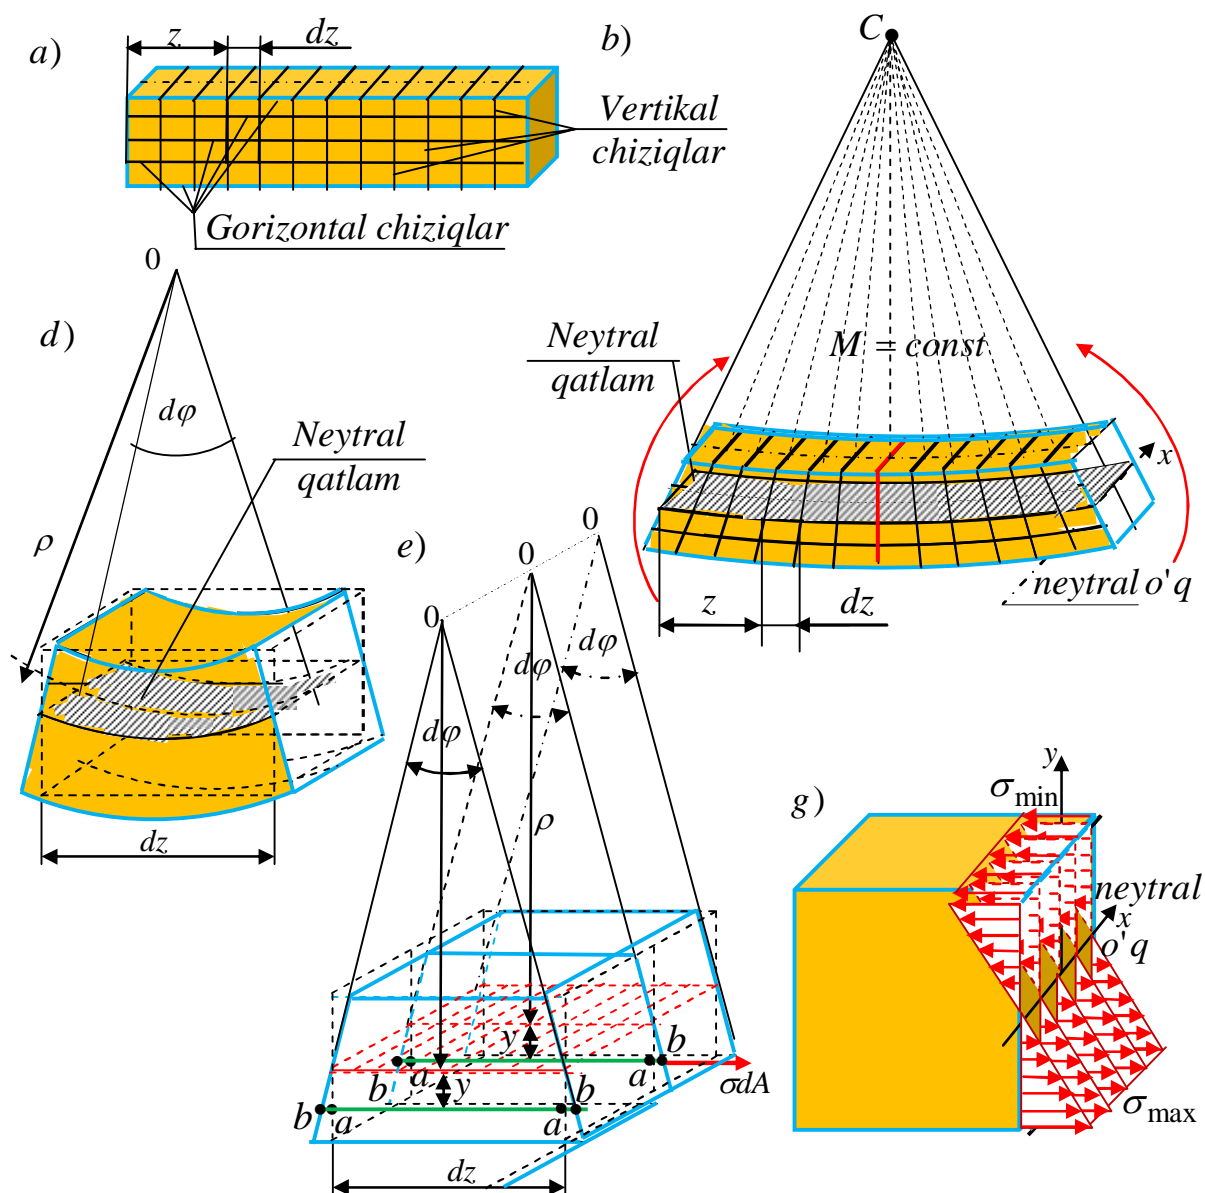 a)
z
dz
Vertikal
chiziqlar
Gorizontal chiziqlar
b)
C
M = const
Neytral
qatlam
x
neytral o'q
z
dz
d)
0
dφ
ρ
Neytral
qatlam
dz
e)
0
0
0
dφ
dφ
dφ
ρ
y
b
a
a
b
y
σdA
b
a
a
b
dz
g)
y
σmin
neytral
x
o'q
σmax